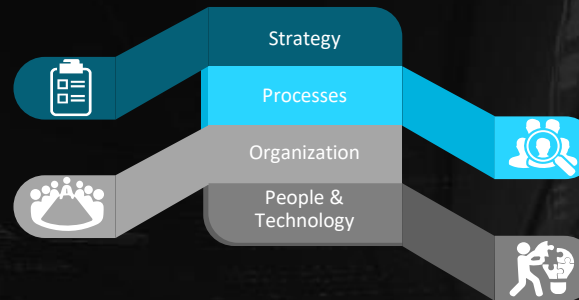 Strategy
Processes
Organization
People &
Technology